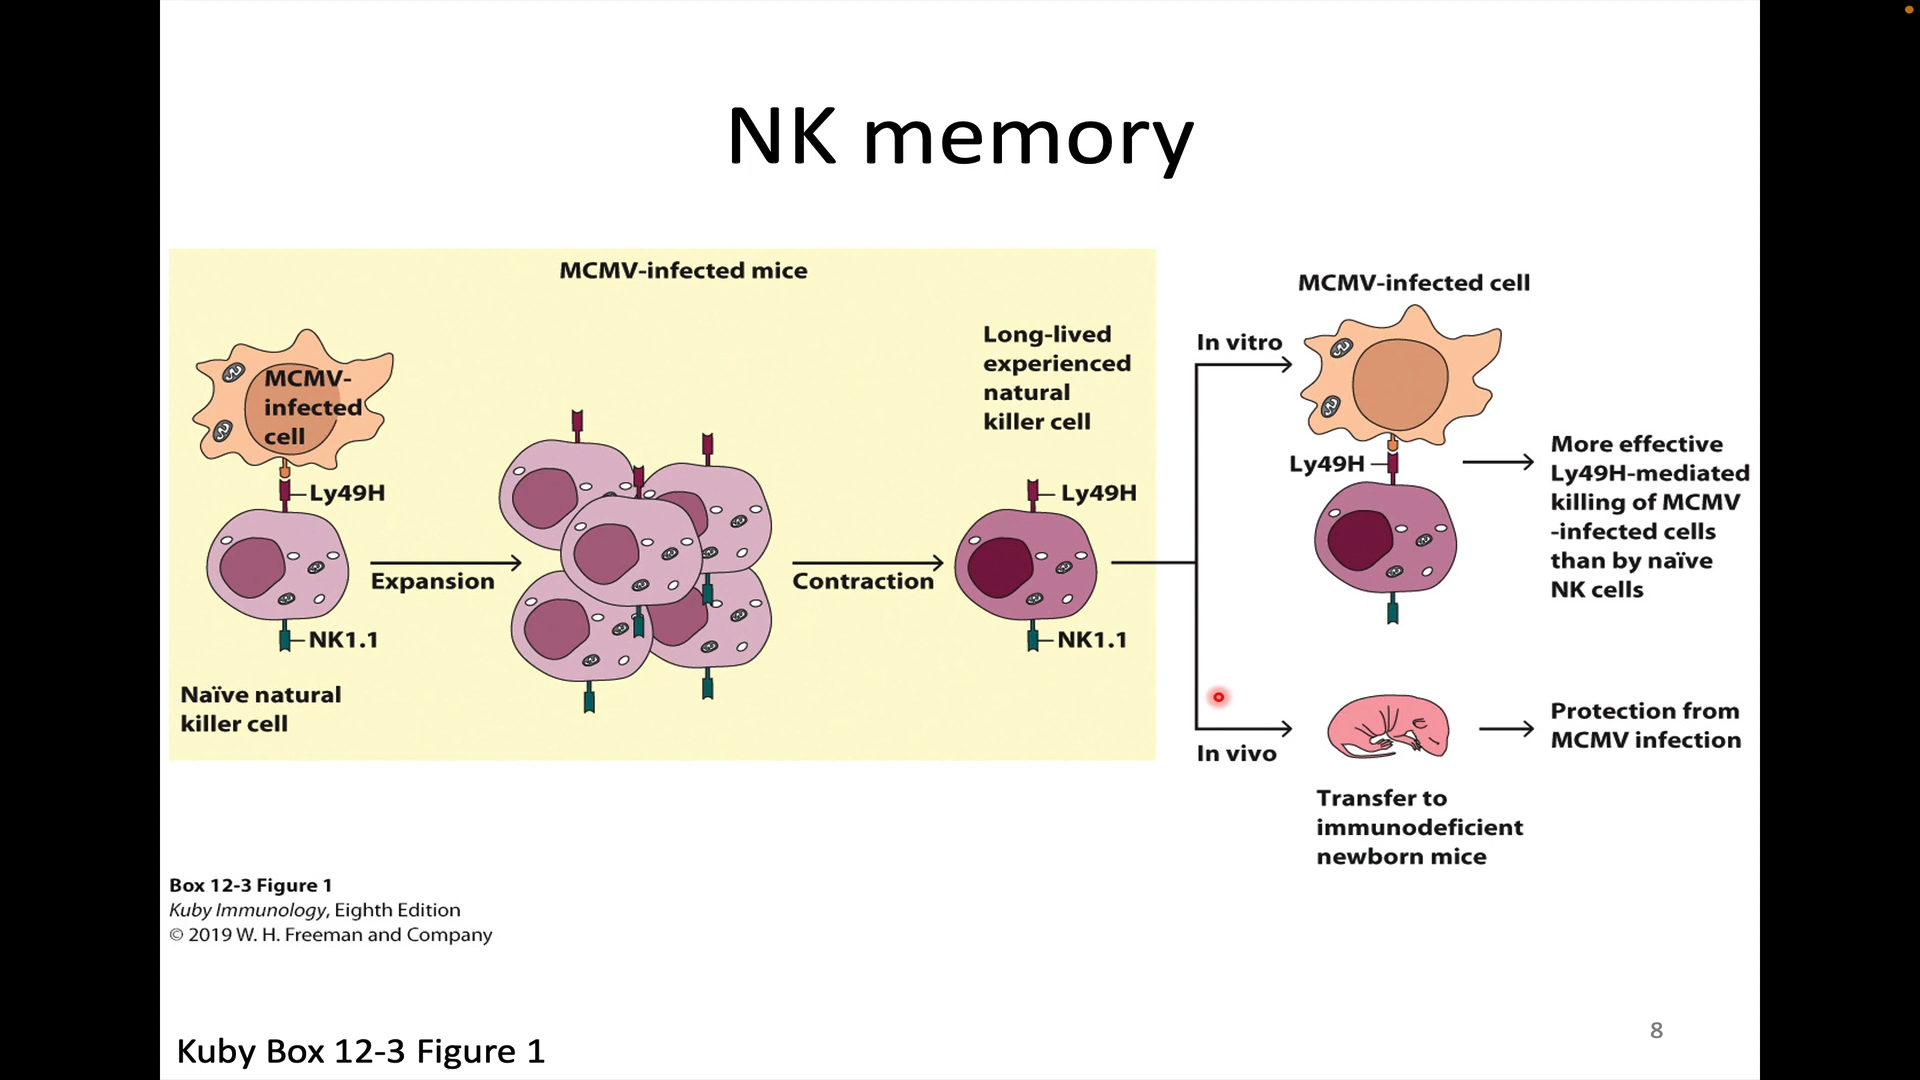 NK memory
MCMV-infected mice
MCMV-
infected
cell
Ly49H
NK1.1
Naïve natural
killer cell
Expansion
Contraction
Long-lived
experienced
natural
killer cell
Ly49H
NK1.1
In vitro
MCMV-infected cell
Ly49H
More effective
Ly49H-mediated
killing of MCMV
-infected cells
than by naïve
NK cells
In vivo
Transfer to
immunodeficient
newborn mice
Protection from
MCMV infection
Box 12-3 Figure 1
Kuby Immunology, Eighth Edition
© 2019 W. H. Freeman and Company
8
Kuby Box 12-3 Figure 1